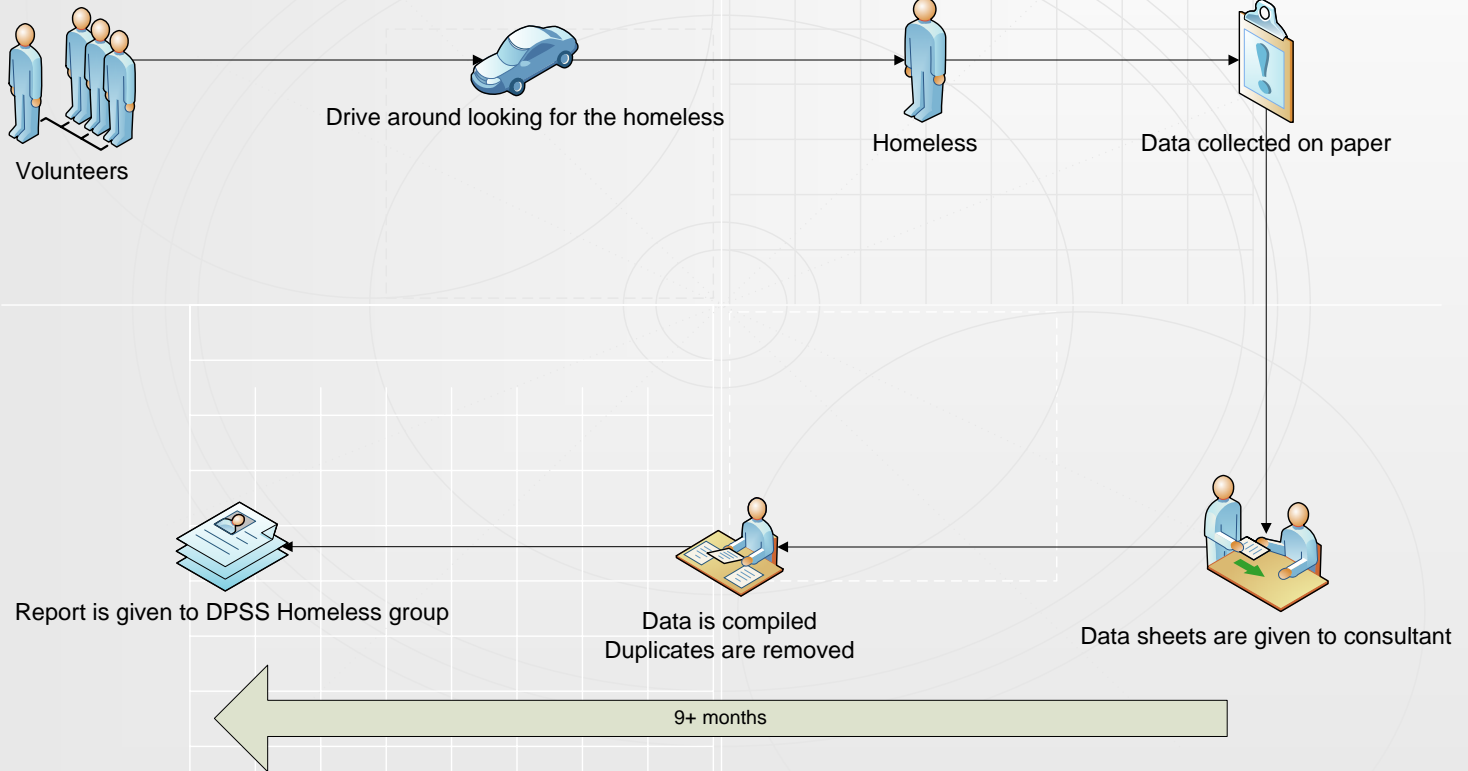 Volunteers
Drive around looking for the homeless
Homeless
Data collected on paper
Data sheets are given to consultant
Data is compiled
Duplicates are removed
Report is given to DPSS Homeless group
9+ months